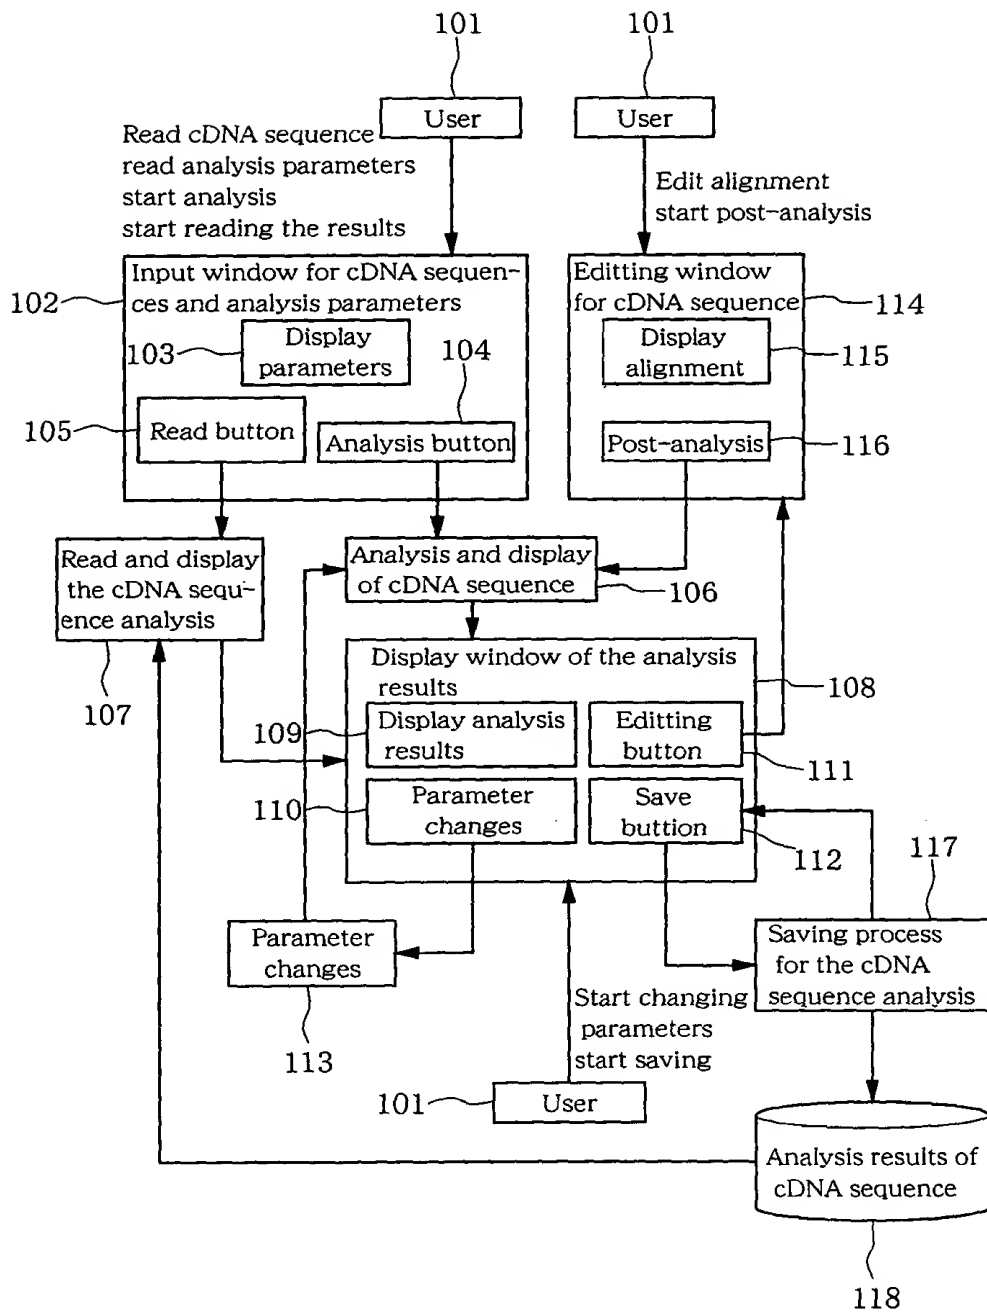 101
101
User
User
Read cDNA sequence
read analysis parameters
start analysis
start reading the results
Edit alignment
start post-analysis
Input window for cDNA sequen-
ces and analysis parameters
102
Display
parameters
103
104
105
Read button
Analysis button
Editting window
for cDNA sequence
114
Display
alignment
115
Post-analysis
116
Read and display
the cDNA sequ-
ence analysis
107
Analysis and display
of cDNA sequence
106
Display window of the analysis
results
108
109
Display analysis
results
Editting
button
111
110
Parameter
changes
Save
buttion
112
117
Parameter
changes
113
Saving process
for the cDNA
sequence analysis
Start changing
parameters
start saving
101
User
Analysis results of
cDNA sequence
118